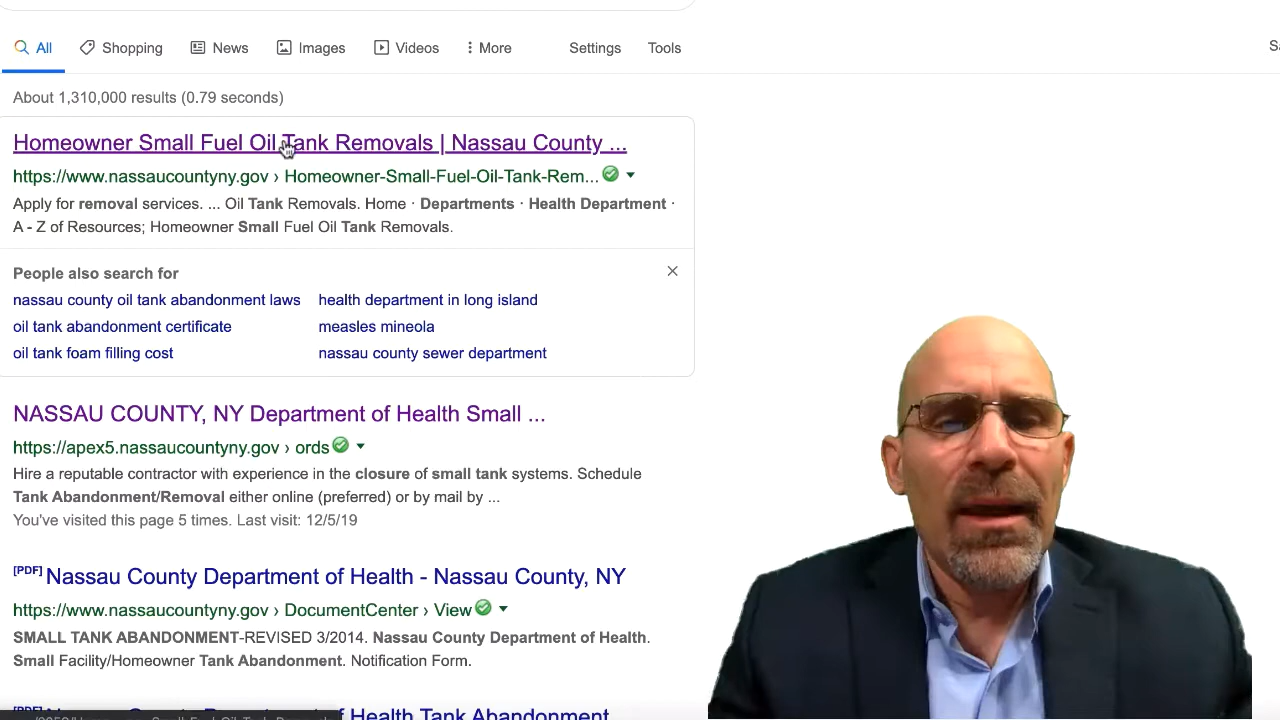 All Shopping News Images Videos More Settings Tools
About 1,310,000 results (0.79 seconds)
Homeowner Small Fuel Oil Tank Removals | Nassau County ...
https://www.nassaucountyny.gov › Homeowner-Small-Fuel-Oil-Tank-Rem...
Apply for removal services. ... Oil Tank Removals. Home · Departments · Health Department ·
A - Z of Resources; Homeowner Small Fuel Oil Tank Removals.
People also search for
nassau county oil tank abandonment laws health department in long island
oil tank abandonment certificate measles mineola
oil tank foam filling cost nassau county sewer department
NASSAU COUNTY, NY Department of Health Small ...
https://apex5.nassaucountyny.gov › ords
Hire a reputable contractor with experience in the closure of small tank systems. Schedule
Tank Abandonment/Removal either online (preferred) or by mail by ...
You've visited this page 5 times. Last visit: 12/5/19
[PDF] Nassau County Department of Health - Nassau County, NY
https://www.nassaucountyny.gov › DocumentCenter › View
SMALL TANK ABANDONMENT-REVISED 3/2014. Nassau County Department of Health.
Small Facility/Homeowner Tank Abandonment. Notification Form.
Health Tank Abandonment